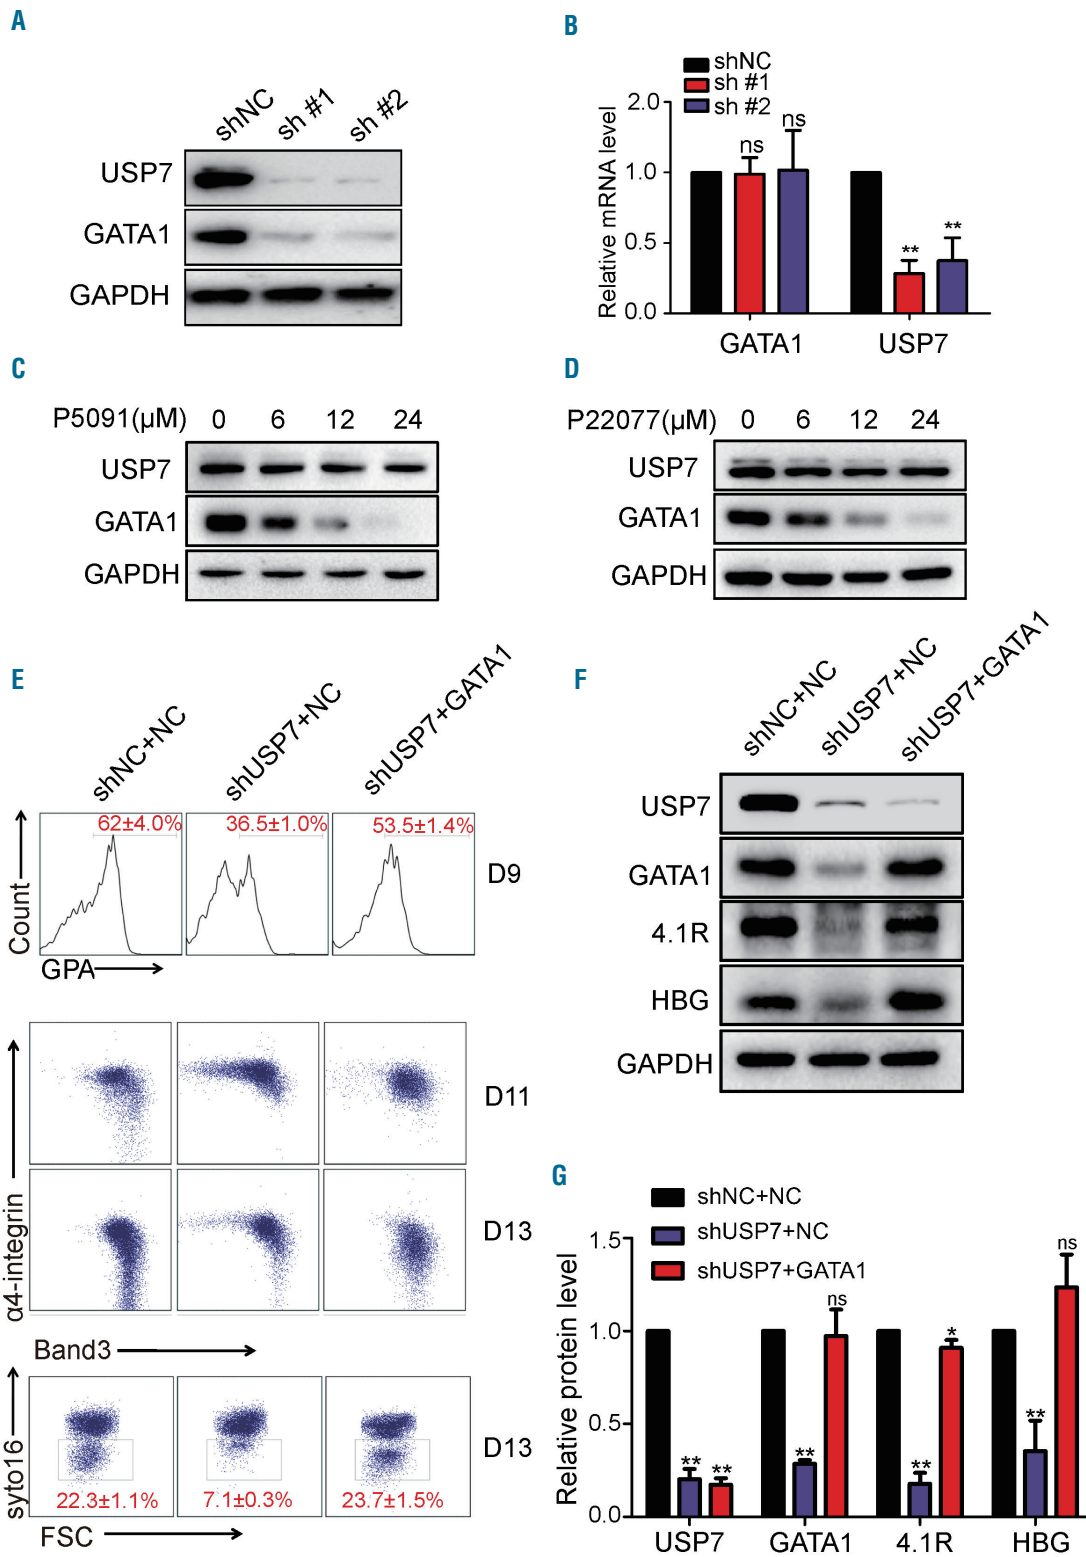 A
shNC
sh #1
sh #2
USP7
GATA1
GAPDH
B
shNC
sh #1
sh #2
Relative mRNA level
2.0
1.0
0.5
0.0
ns
ns
**
**
GATA1
USP7
C
P5091(µM) 0 6 12 24
USP7
GATA1
GAPDH
D
P22077(µM) 0 6 12 24
USP7
GATA1
GAPDH
E
shNC+NC
shUSP7+NC
shUSP7+GATA1
Count
62±4.0%
36.5±1.0%
53.5±1.4%
D9
GPA
α4-integrin
D11
D13
Band3
syto16
22.3±1.1%
7.1±0.3%
23.7±1.5%
D13
FSC
F
shNC+NC
shUSP7+NC
shUSP7+GATA1
USP7
GATA1
4.1R
HBG
GAPDH
G
shNC+NC
shUSP7+NC
shUSP7+GATA1
Relative protein level
1.5
1.0
0.5
0.0
**
**
**
ns
**
*
**
ns
USP7
GATA1
4.1R
HBG